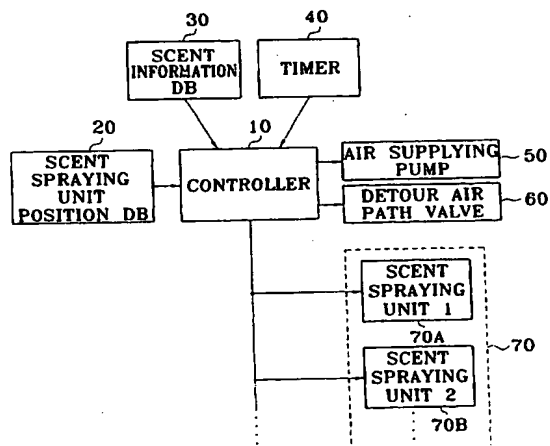 30
SCENT
INFORMATION
DB
40
TIMER
20
SCENT
SPRAYING
UNIT
POSITION DB
10
CONTROLLER
AIR SUPPLYING
PUMP
50
DETOUR AIR
PATH VALVE
60
SCENT
SPRAYING
UNIT 1
70A
70
SCENT
SPRAYING
UNIT 2
70B